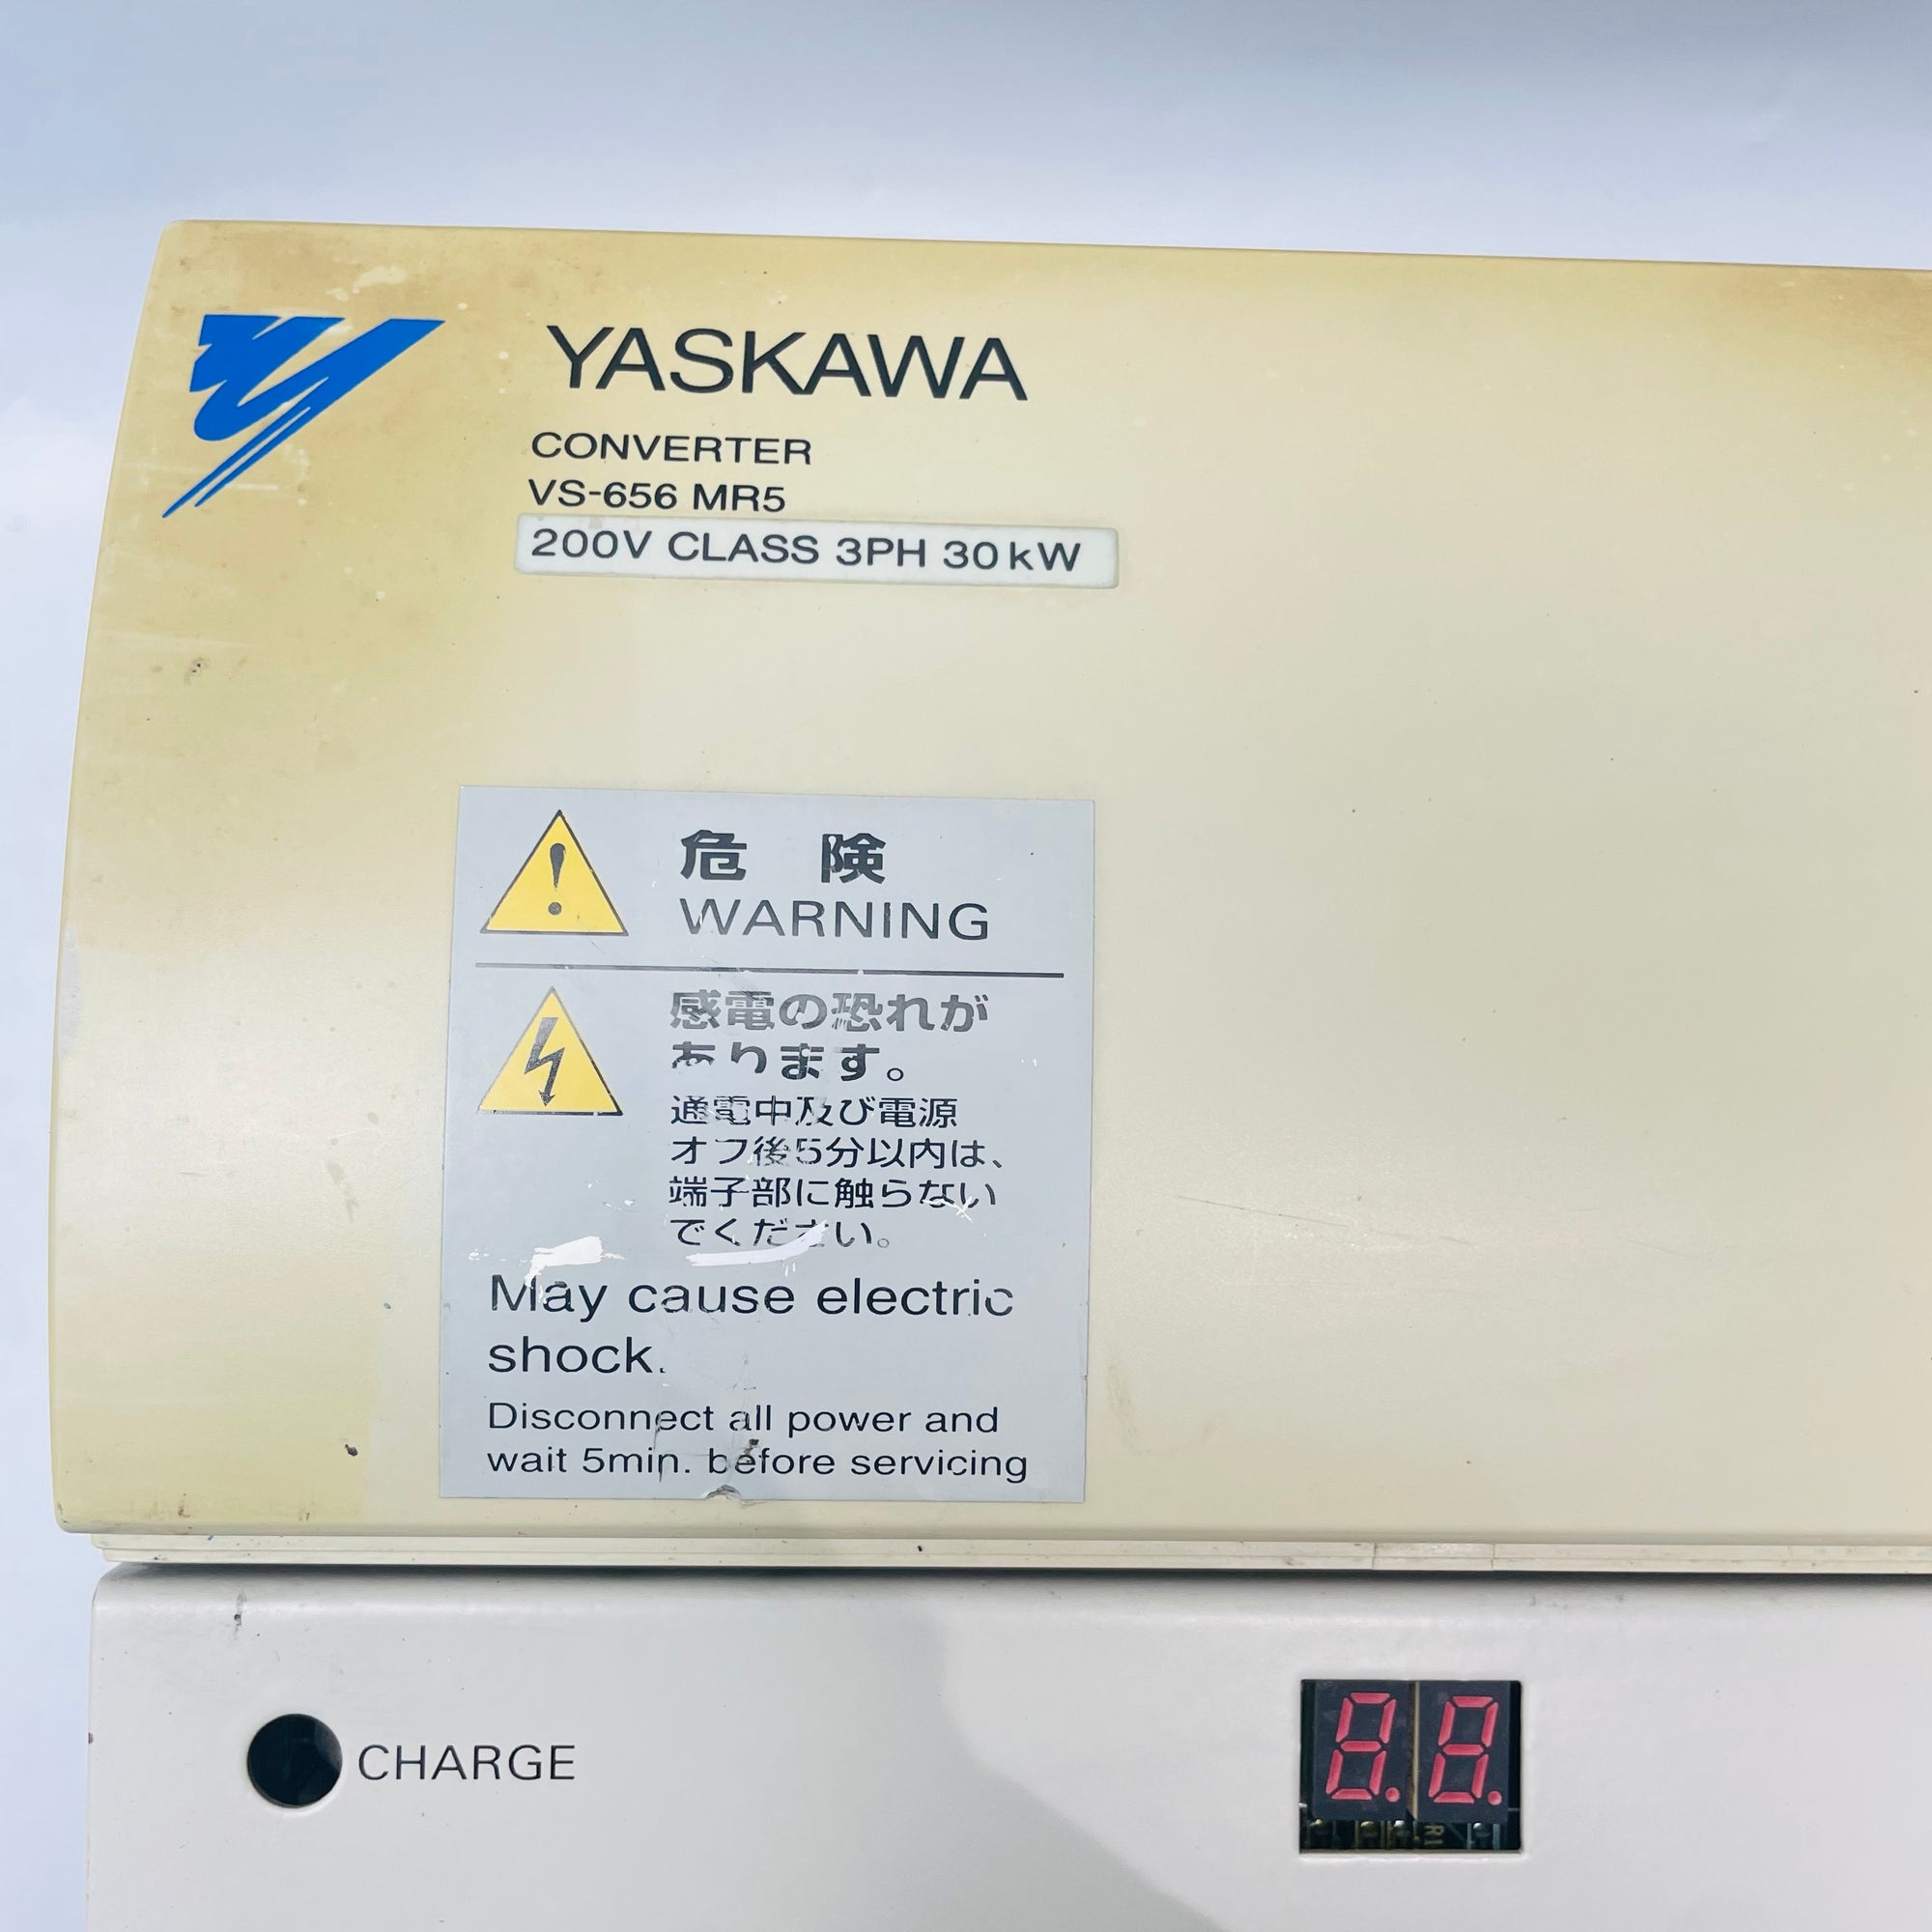 YASKAWA
CONVERTER
VS-656 MR5
200V CLASS 3PH 30kW
危 険
WARNING
感電の恐れが
あります。
通電中及び電源
オフ後5分以内は、
端子部に触らない
でください。
May cause electric
shock.
Disconnect all power and
wait 5min. before servicing
CHARGE
8.8.
R1